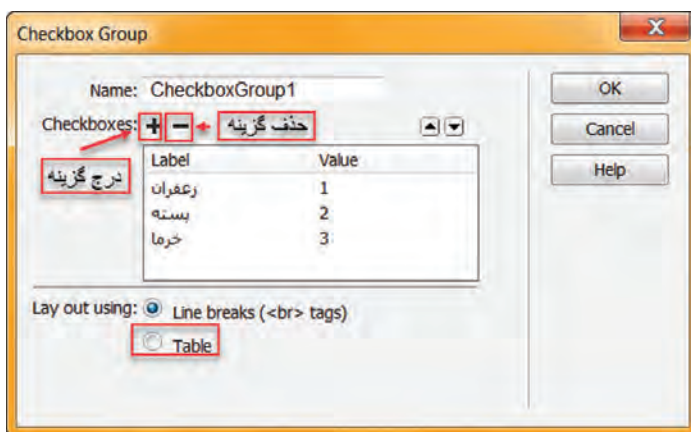 Checkbox Group
Name: CheckboxGroup1
OK
Checkboxes: + − حذف گزینه
Cancel
درج گزینه
Label Value
Help
زعفران 1
بسته 2
خرما 3
Lay out using: Line breaks (<br> tags)
Table